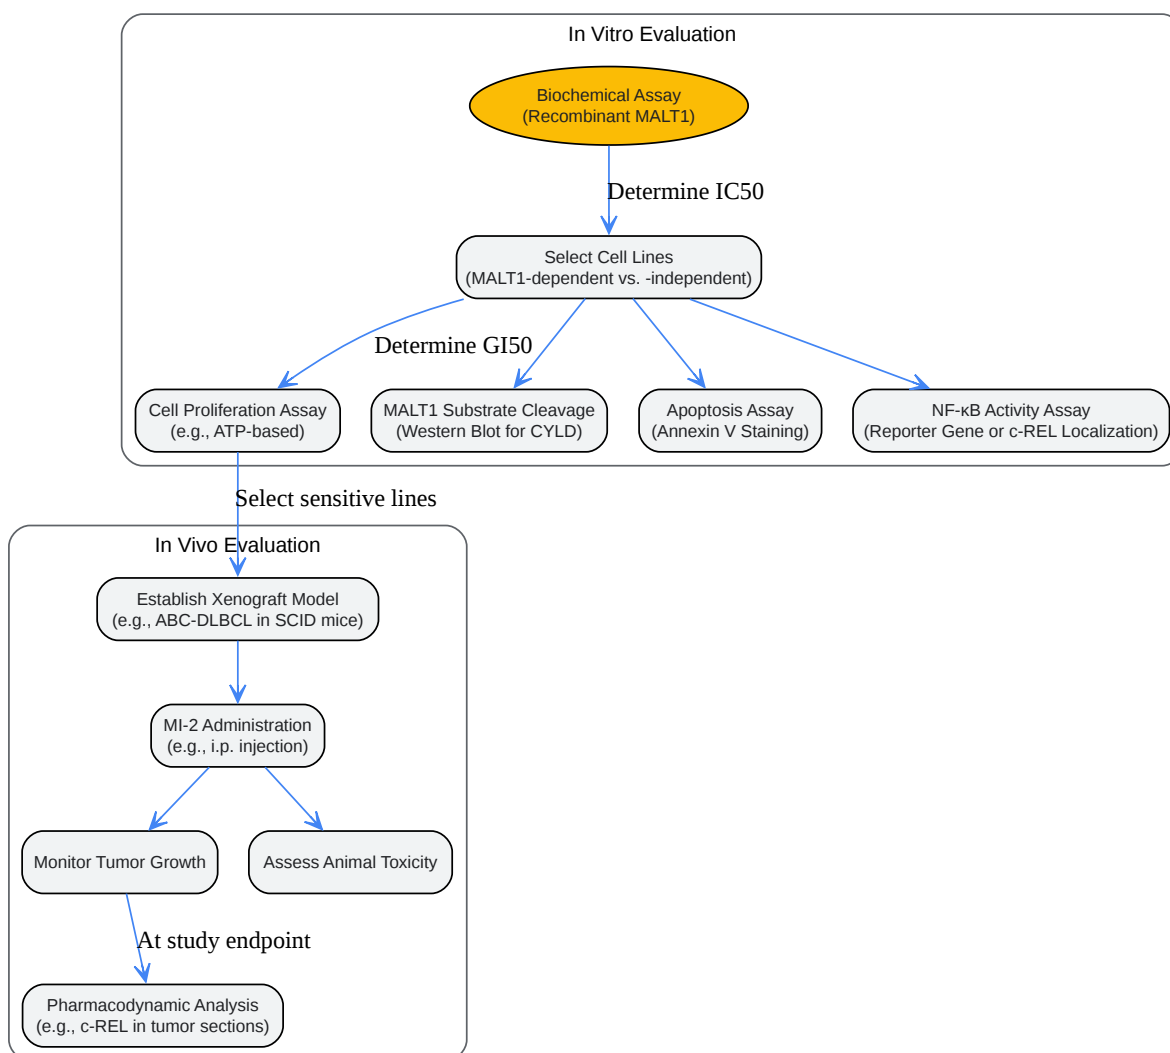 In Vitro Evaluation
Biochemical Assay
(Recombinant MALT1)
Determine IC50
Select Cell Lines
(MALT1-dependent vs. -independent)
Determine GI50
Cell Proliferation Assay
(e.g., ATP-based)
MALT1 Substrate Cleavage
(Western Blot for CYLD)
Apoptosis Assay
(Annexin V Staining)
NF-κB Activity Assay
(Reporter Gene or c-REL Localization)
Select sensitive lines
In Vivo Evaluation
Establish Xenograft Model
(e.g., ABC-DLBCL in SCID mice)
MI-2 Administration
(e.g., i.p. injection)
Monitor Tumor Growth
Assess Animal Toxicity
At study endpoint
Pharmacodynamic Analysis
(e.g., c-REL in tumor sections)